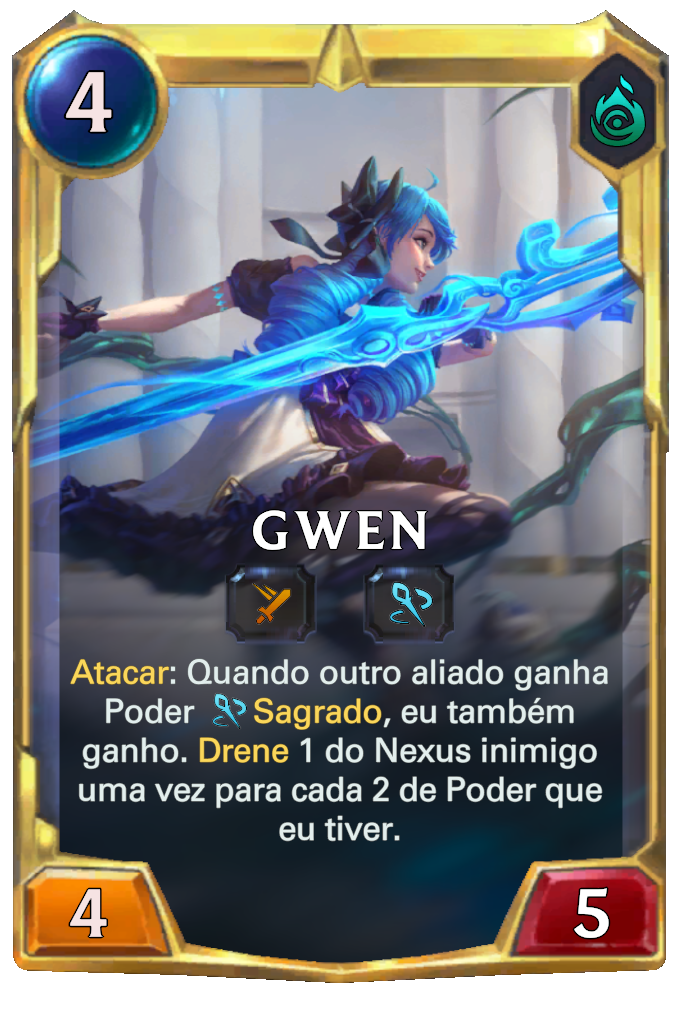 4
GWEN
Atacar: Quando outro aliado ganha
Poder Sagrado, eu também
ganho. Drene 1 do Nexus inimigo
uma vez para cada 2 de Poder que
eu tiver.
4
5